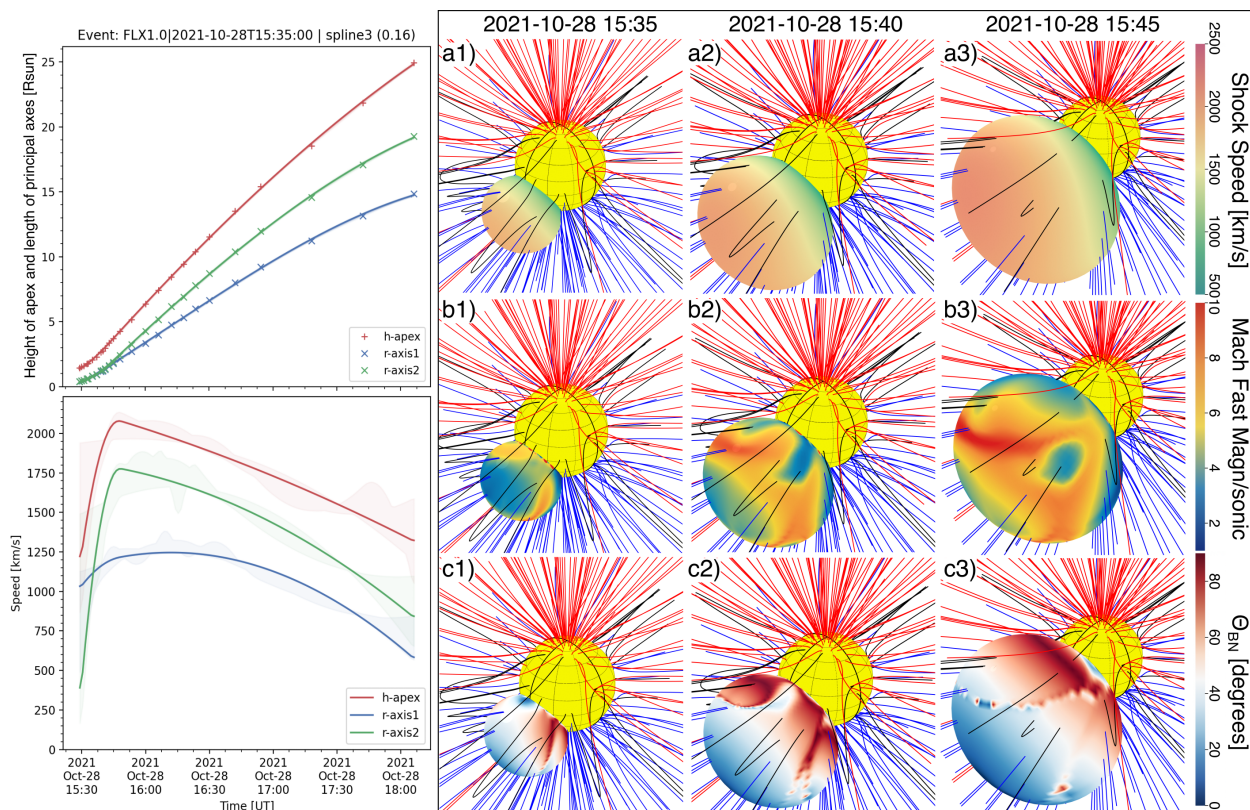 Event: FLX1.0|2021-10-28T15:35:00 | spline3 (0.16)
Height of apex and length of principal axes [Rsun]
25
20
15
10
5
0
h-apex
r-axis1
r-axis2
Speed [km/s]
2000
1750
1500
1250
1000
750
500
250
0
h-apex
r-axis1
r-axis2
2021
Oct-28
15:30
2021
Oct-28
16:00
2021
Oct-28
16:30
2021
Oct-28
17:00
2021
Oct-28
17:30
2021
Oct-28
18:00
Time [UT]
2021-10-28 15:35
2021-10-28 15:40
2021-10-28 15:45
a1)
a2)
a3)
2500
2000
1500
1000
500
Shock Speed [km/s]
b1)
b2)
b3)
10
8
6
4
2
Mach Fast Magn/sonic
c1)
c2)
c3)
80
60
40
20
0
ΘBN [degrees]